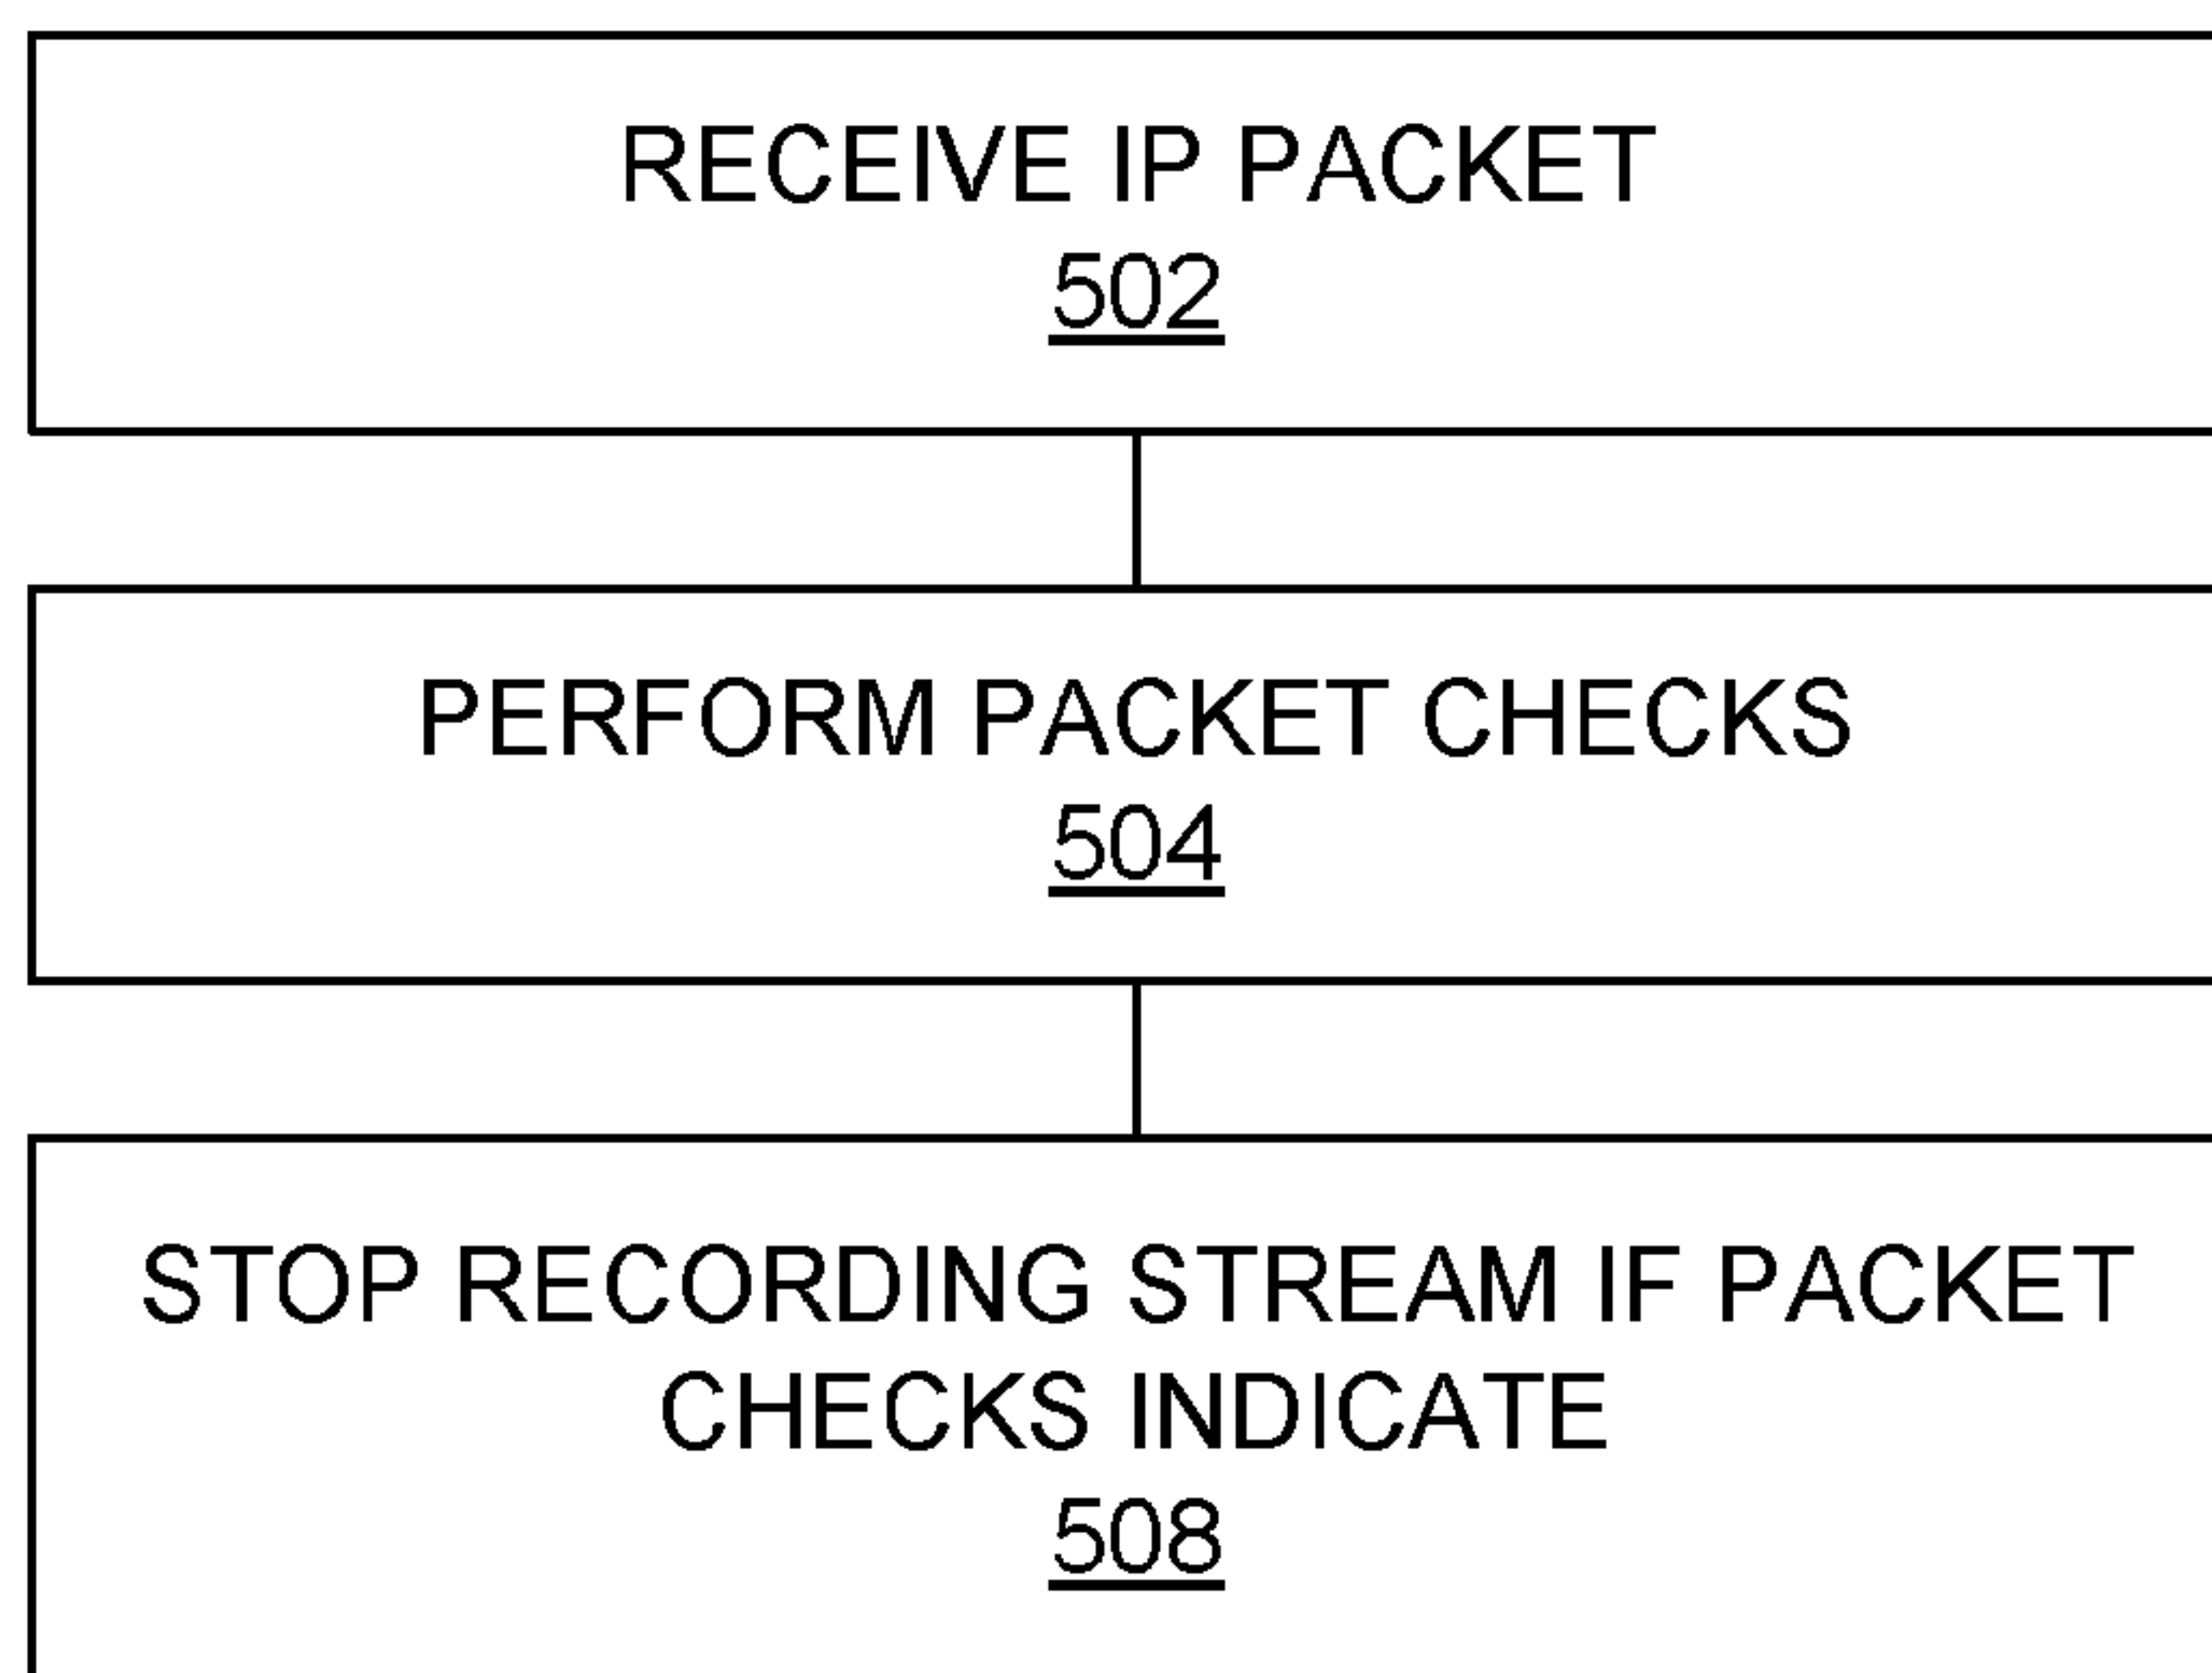 RECEIVE IP PACKET
502
PERFORM PACKET CHECKS
504
STOP RECORDING STREAM IF PACKET
CHECKS INDICATE
508